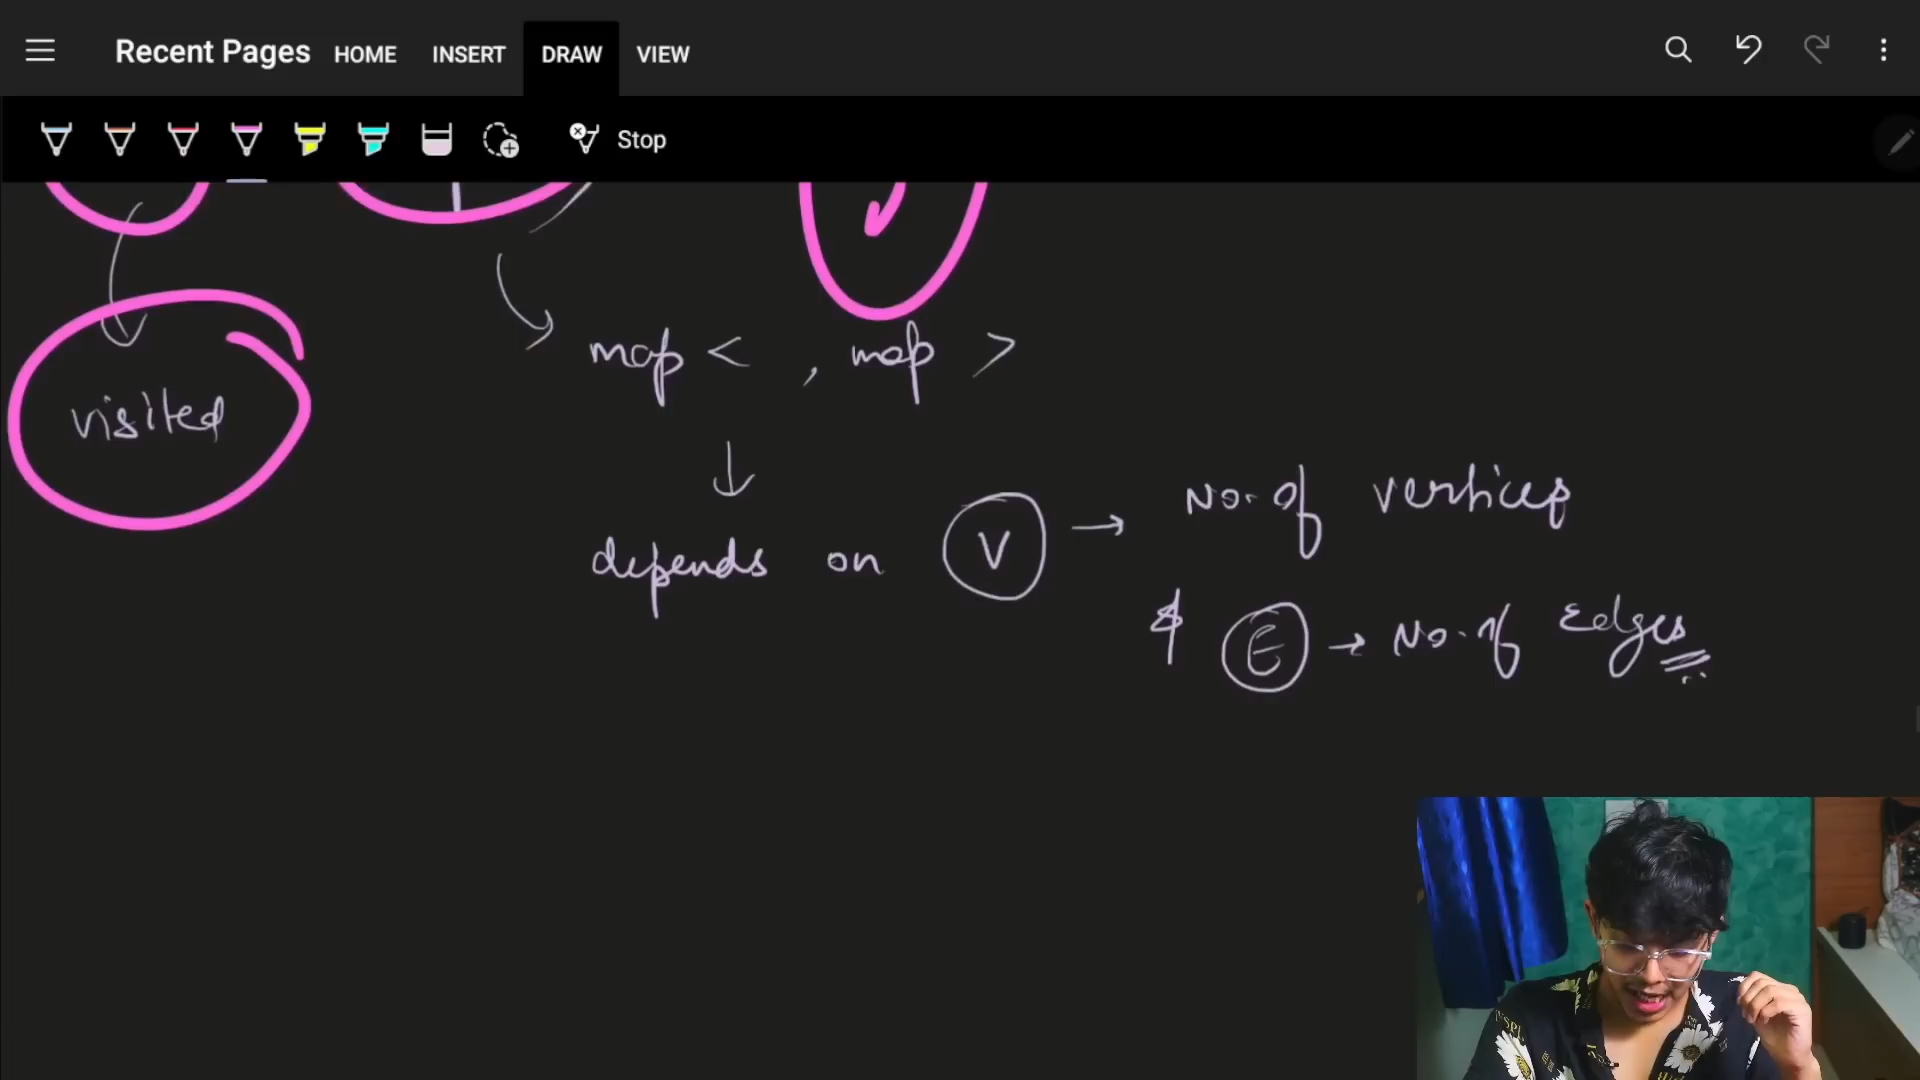 Recent Pages HOME INSERT DRAW VIEW
Stop
map < , map >
visited
depends on V → No. of vertices
& E → No. of Edges